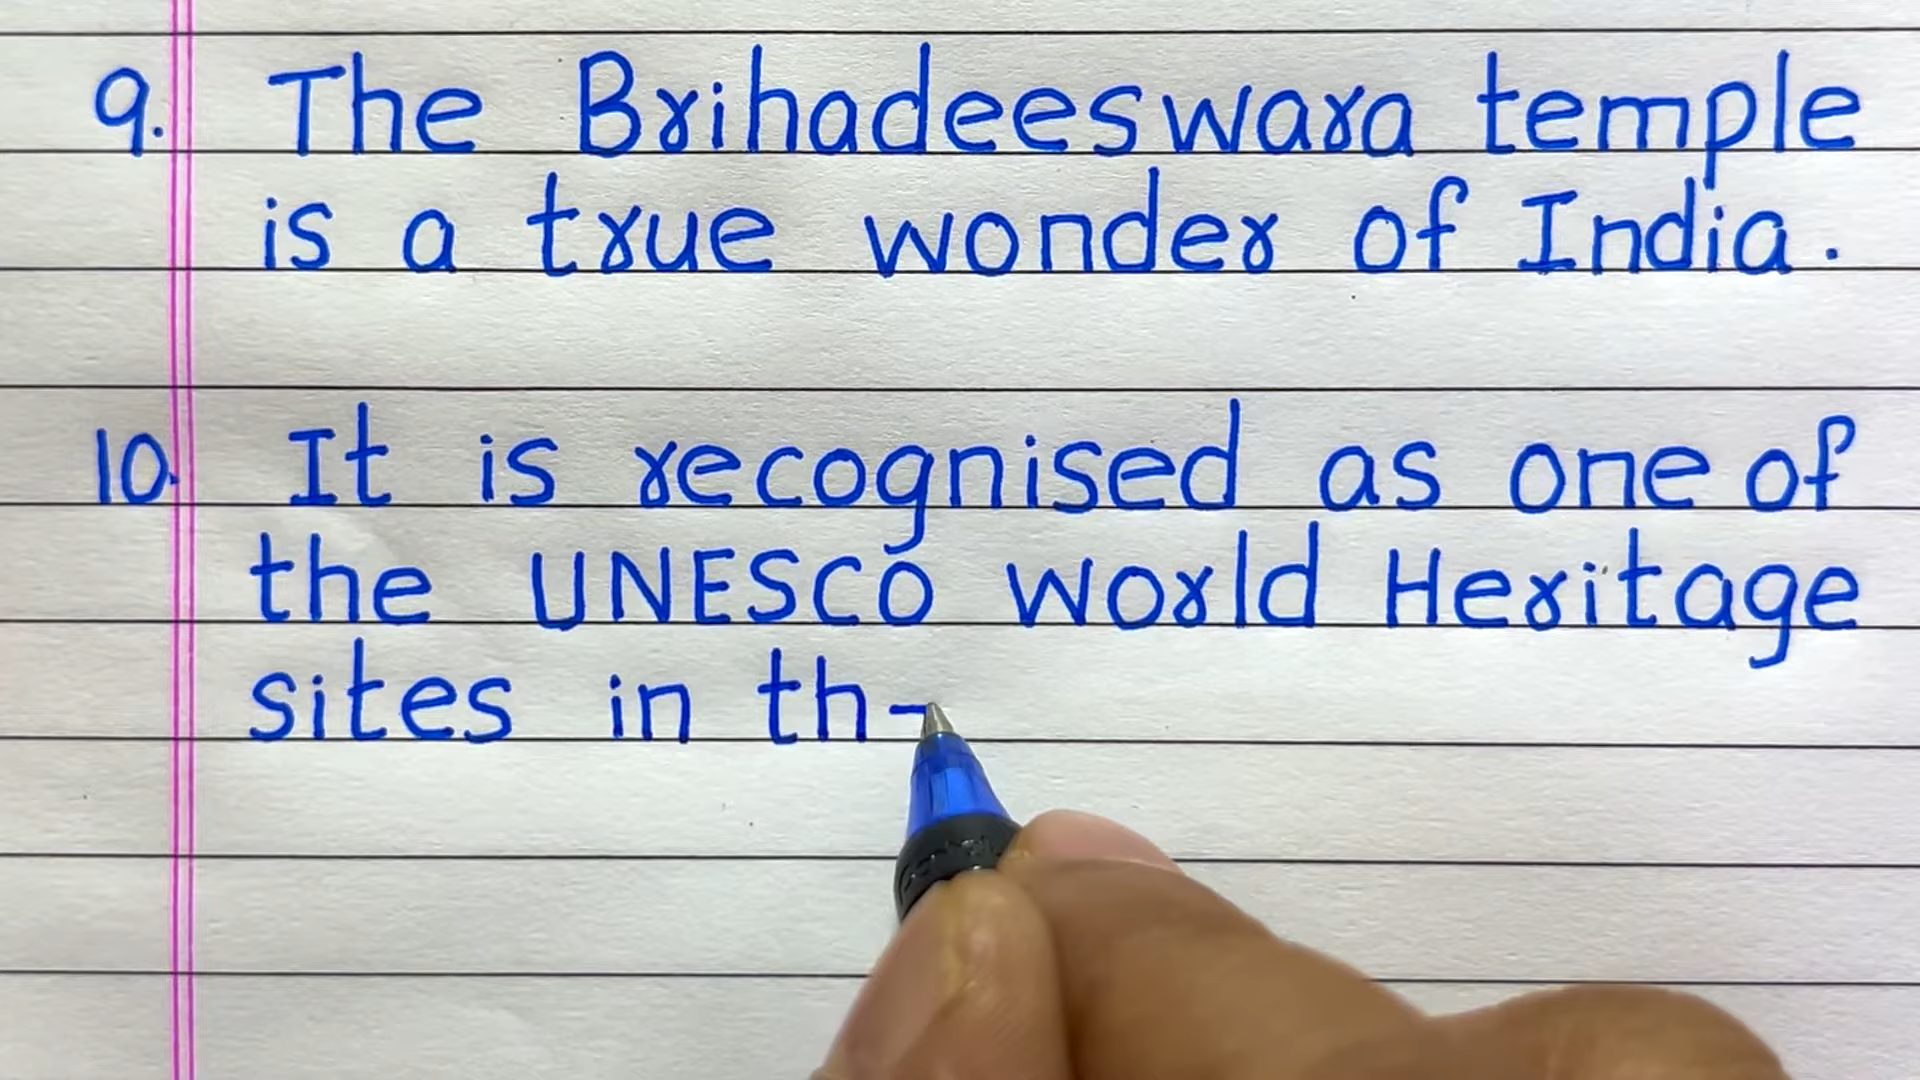 9. The Brihadeeswara temple
is a true wonder of India.
10. It is recognised as one of
the UNESCO World Heritage
sites in th